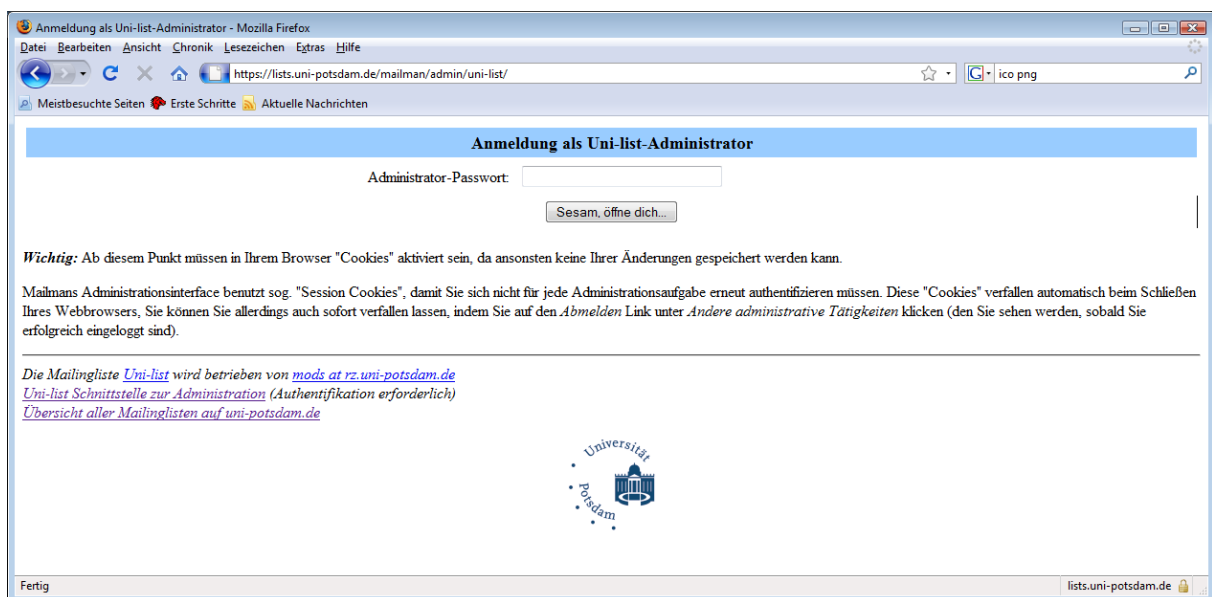 Anmeldung als Uni-list-Administrator - Mozilla Firefox
Datei Bearbeiten Ansicht Chronik Lesezeichen Extras Hilfe
https://lists.uni-potsdam.de/mailman/admin/uni-list/
G ico png
Meistbesuchte Seiten Erste Schritte Aktuelle Nachrichten
Anmeldung als Uni-list-Administrator
Administrator-Passwort:
Sesam, öffne dich...
Wichtig: Ab diesem Punkt müssen in Ihrem Browser "Cookies" aktiviert sein, da ansonsten keine Ihrer Änderungen gespeichert werden kann.
Mailmans Administrationsinterface benutzt sog. "Session Cookies", damit Sie sich nicht für jede Administrationsaufgabe erneut authentifizieren müssen. Diese "Cookies" verfallen automatisch beim Schließen
Ihres Webbrowsers, Sie können Sie allerdings auch sofort verfallen lassen, indem Sie auf den Abmelden Link unter Andere administrative Tätigkeiten klicken (den Sie sehen werden, sobald Sie
erfolgreich eingeloggt sind).
Die Mailingliste Uni-list wird betrieben von mods at rz.uni-potsdam.de
Uni-list Schnittstelle zur Administration (Authentifikation erforderlich)
Übersicht aller Mailinglisten auf uni-potsdam.de
Universität
Potsdam
Fertig
lists.uni-potsdam.de